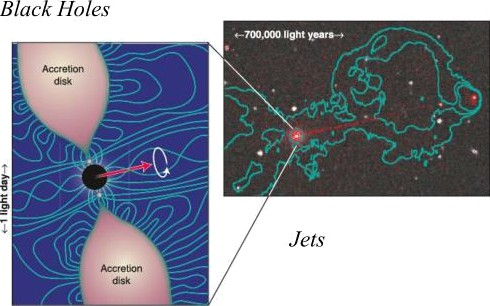 Black Holes
←700,000 light years→
Accretion
disk
←1 light day→
Accretion
disk
Jets